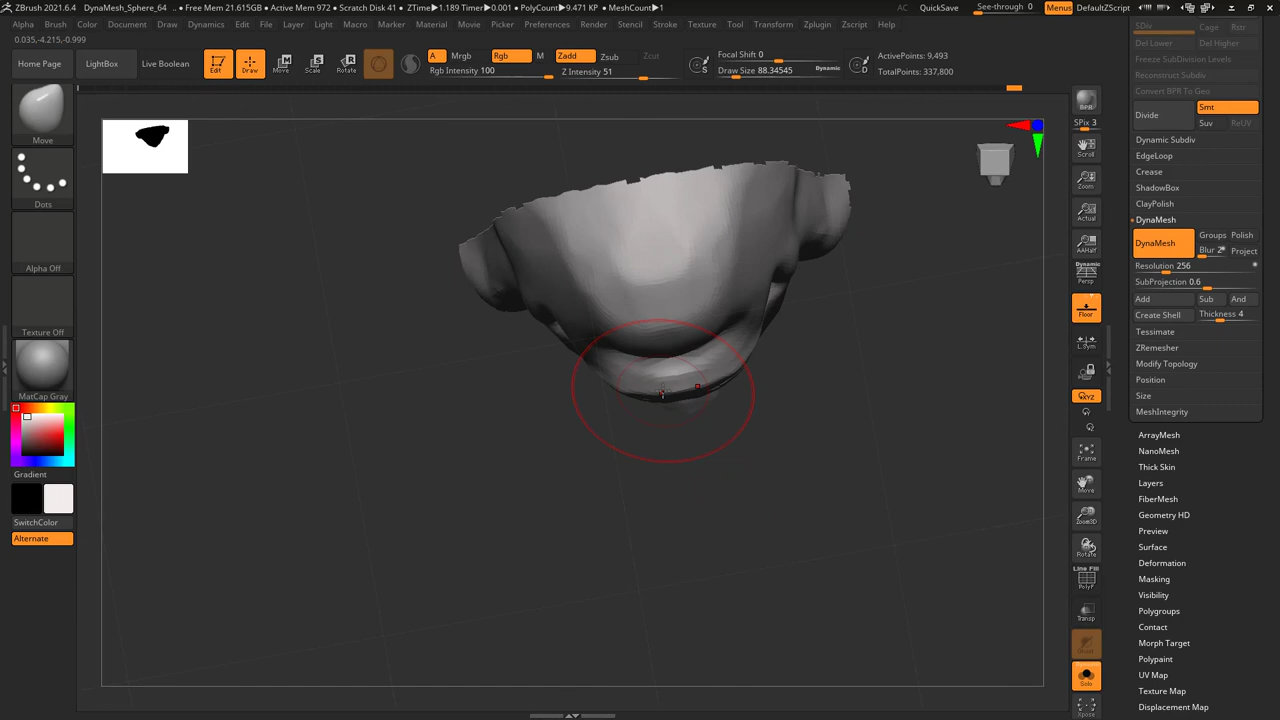 ZBrush 2021.6.4 DynaMesh_Sphere_64 .. • Free Mem 21.615GB • Active Mem 972 • Scratch Disk 41 • ZTime▶1.189 Timer▶0.001 • PolyCount▶9.471 KP • MeshCount▶1 AC QuickSave See-through 0 Menus DefaultZScript
Alpha Brush Color Document Draw Dynamics Edit File Layer Light Macro Marker Material Movie Picker Preferences Render Stencil Stroke Texture Tool Transform Zplugin Zscript Help
0.035,-4.215,-0.999
Home Page LightBox Live Boolean Edit Draw Move Scale Rotate
A Mrgb Rgb M Zadd Zsub Zcut
Rgb Intensity 100 Z Intensity 51
Focal Shift 0
Draw Size 88.34545 Dynamic
S D
ActivePoints: 9,493
TotalPoints: 337,800
Move
Dots
Alpha Off
Texture Off
MatCap Gray
Gradient
SwitchColor
Alternate
BPR
SPix 3
Scroll
Zoom
Actual
AAHalf
Dynamic
Persp
Floor
L.Sym
XYZ
Frame
Move
Zoom3D
Rotate
Line Fill
PolyF
Transp
Ghost
Solo
Xpose
SDiv Cage Rstr
Del Lower Del Higher
Freeze SubDivision Levels
Reconstruct Subdiv
Convert BPR To Geo
Divide Smt
Suv ReUV
Dynamic Subdiv
EdgeLoop
Crease
ShadowBox
ClayPolish
DynaMesh
DynaMesh Groups Polish
Blur 2 Project
Resolution 256
SubProjection 0.6
Add Sub And
Create Shell Thickness 4
Tessimate
ZRemesher
Modify Topology
Position
Size
MeshIntegrity
ArrayMesh
NanoMesh
Thick Skin
Layers
FiberMesh
Geometry HD
Preview
Surface
Deformation
Masking
Visibility
Polygroups
Contact
Morph Target
Polypaint
UV Map
Texture Map
Displacement Map